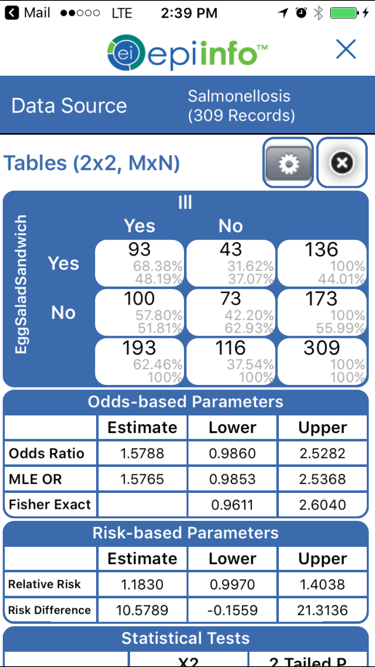 Mail LTE 2:39 PM
ei epi info™
Data Source Salmonellosis
(309 Records)
Tables (2x2, MxN)
Ill
Yes No
EggSaladSandwich
Yes 93 43 136
68.38% 31.62% 100%
48.19% 37.07% 44.01%
No 100 73 173
57.80% 42.20% 100%
51.81% 62.93% 55.99%
193 116 309
62.46% 37.54% 100%
100% 100% 100%
Odds-based Parameters
Estimate Lower Upper
Odds Ratio 1.5788 0.9860 2.5282
MLE OR 1.5765 0.9853 2.5368
Fisher Exact 0.9611 2.6040
Risk-based Parameters
Estimate Lower Upper
Relative Risk 1.1830 0.9970 1.4038
Risk Difference 10.5789 -0.1559 21.3136
Statistical Tests
X2 2 Tailed P